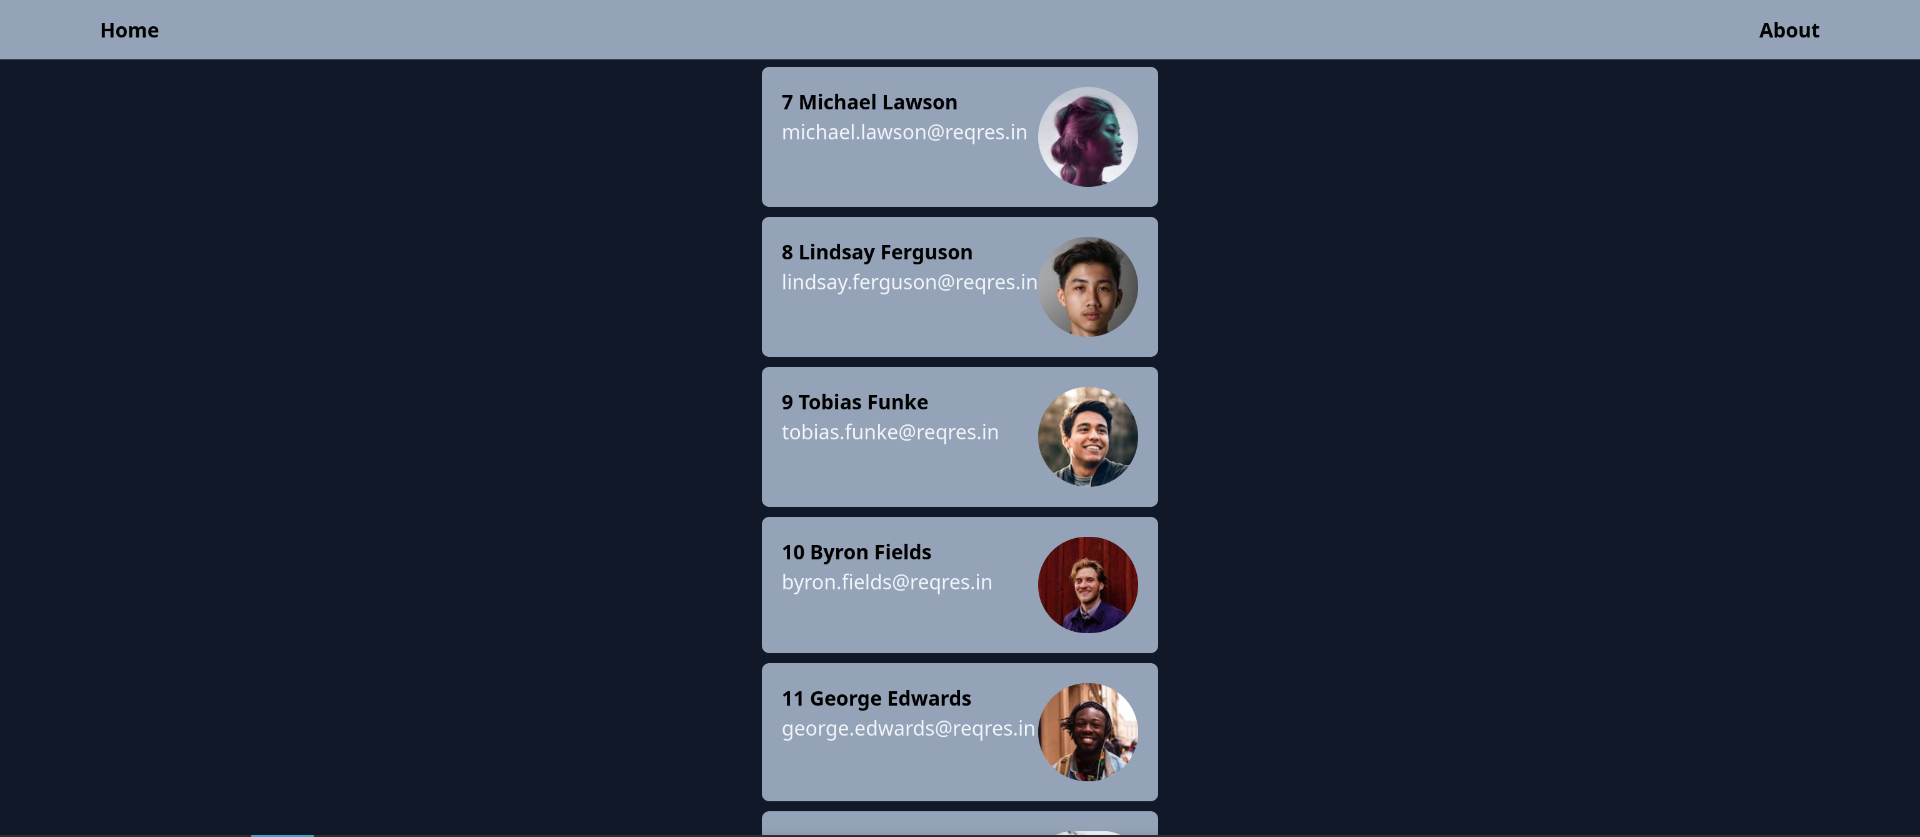 Home About
7 Michael Lawson
michael.lawson@reqres.in
8 Lindsay Ferguson
lindsay.ferguson@reqres.in
9 Tobias Funke
tobias.funke@reqres.in
10 Byron Fields
byron.fields@reqres.in
11 George Edwards
george.edwards@reqres.in